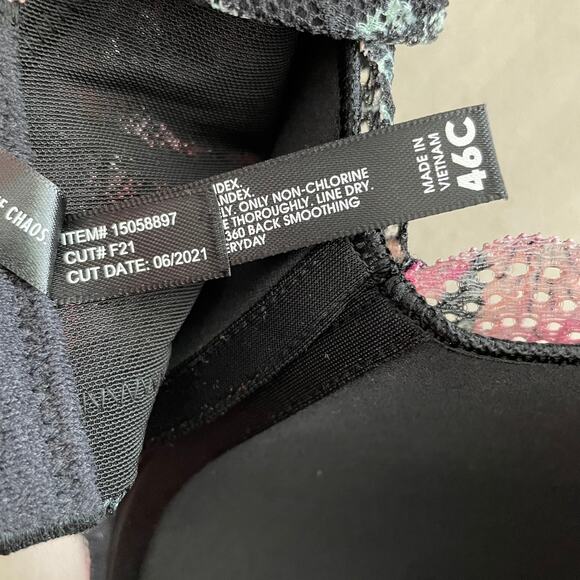 E CHAOS
ITEM# 15058897
CUT# F21
CUT DATE: 06/2021
NDEX.
ANDEX.
LY. ONLY NON-CHLORINE
E THOROUGHLY. LINE DRY.
360 BACK SMOOTHING
ERYDAY
MADE IN
VIETNAM
46C